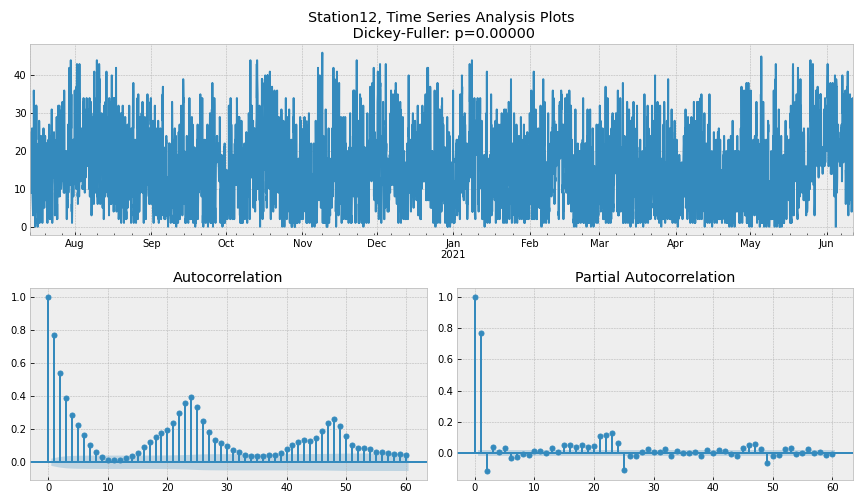 Station12, Time Series Analysis Plots
Dickey-Fuller: p=0.00000
40
30
20
10
0
Aug Sep Oct Nov Dec Jan Feb Mar Apr May Jun
2021
Autocorrelation
1.0
0.8
0.6
0.4
0.2
0.0
0 10 20 30 40 50 60
Partial Autocorrelation
1.0
0.8
0.6
0.4
0.2
0.0
0 10 20 30 40 50 60